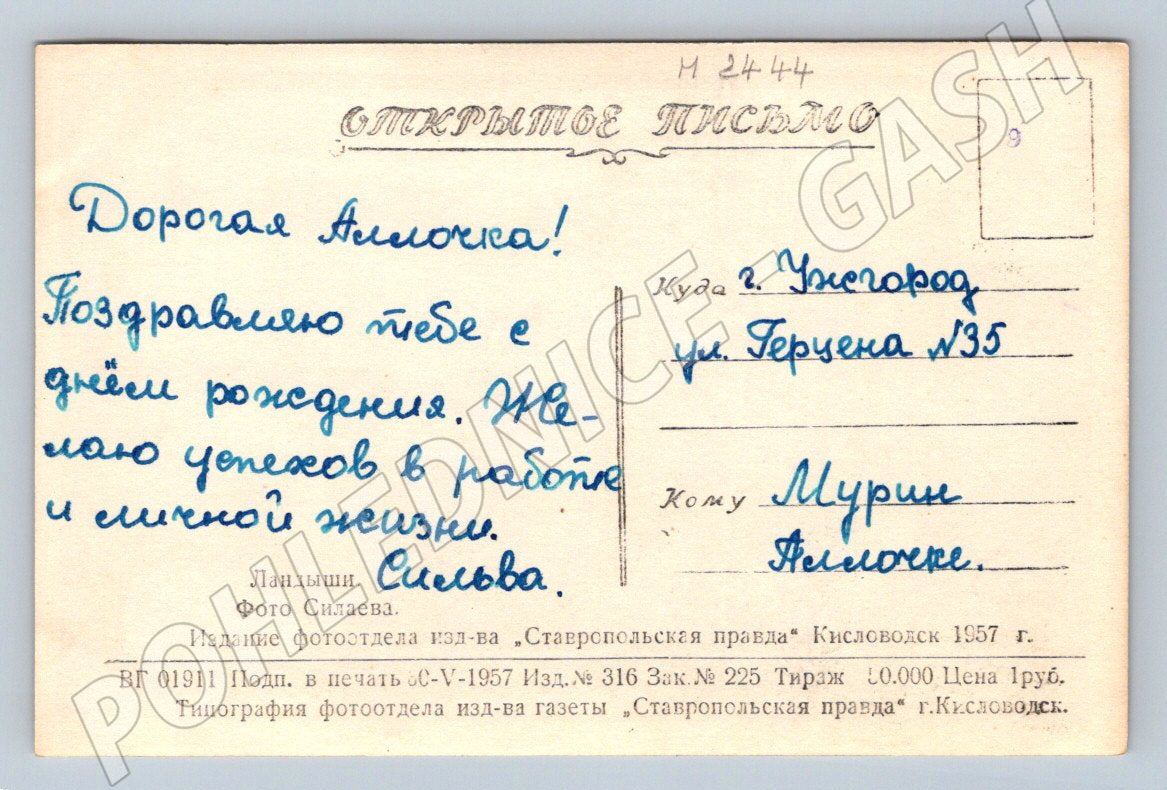 М 2444
ОТКРЫТОЕ ПИСЬМО
9
Дорогая Аллочка!
Поздравляю тебе с
днём рождения. Же-
лаю успехов в работе
и личной жизни.
Сильва.
Куда г. Ужгород
ул. Герцена №35
Кому Мурин
Аллочке.
Ландыши.
Фото Силаева.
Издание фотоотдела изд-ва „Ставропольская правда“ Кисловодск 1957 г.
ВГ 01911 Подп. в печать 30-V-1957 Изд.№ 316 Зак.№ 225 Тираж Цена 1руб.
Типография фотоотдела изд-ва газеты „Ставропольская правда“ г.Кисловодск.
POHLEDNICE - GASH